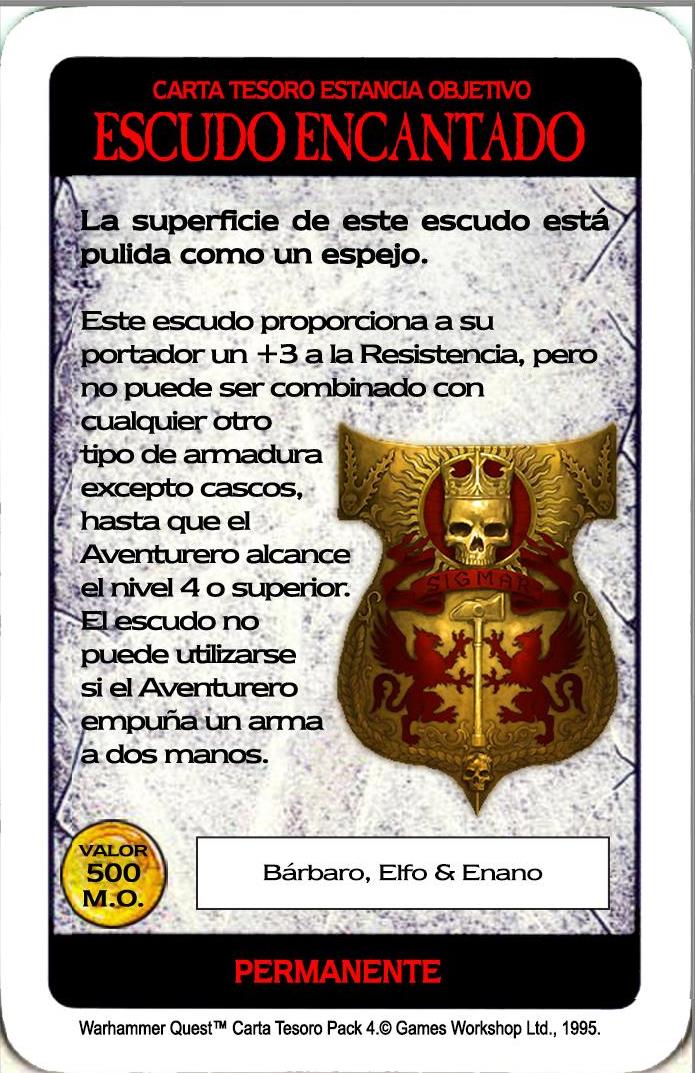 CARTA TESORO ESTANCIA OBJETIVO
ESCUDO ENCANTADO
La superficie de este escudo está
pulida como un espejo.
Este escudo proporciona a su
portador un +3 a la Resistencia, pero
no puede ser combinado con
cualquier otro
tipo de armadura
excepto cascos,
hasta que el
Aventurero alcance
el nivel 4 o superior.
El escudo no
puede utilizarse
si el Aventurero
empuña un arma
a dos manos.
SIGMAR
VALOR
500
M.O.
Bárbaro, Elfo & Enano
PERMANENTE
Warhammer Quest™ Carta Tesoro Pack 4.© Games Workshop Ltd., 1995.